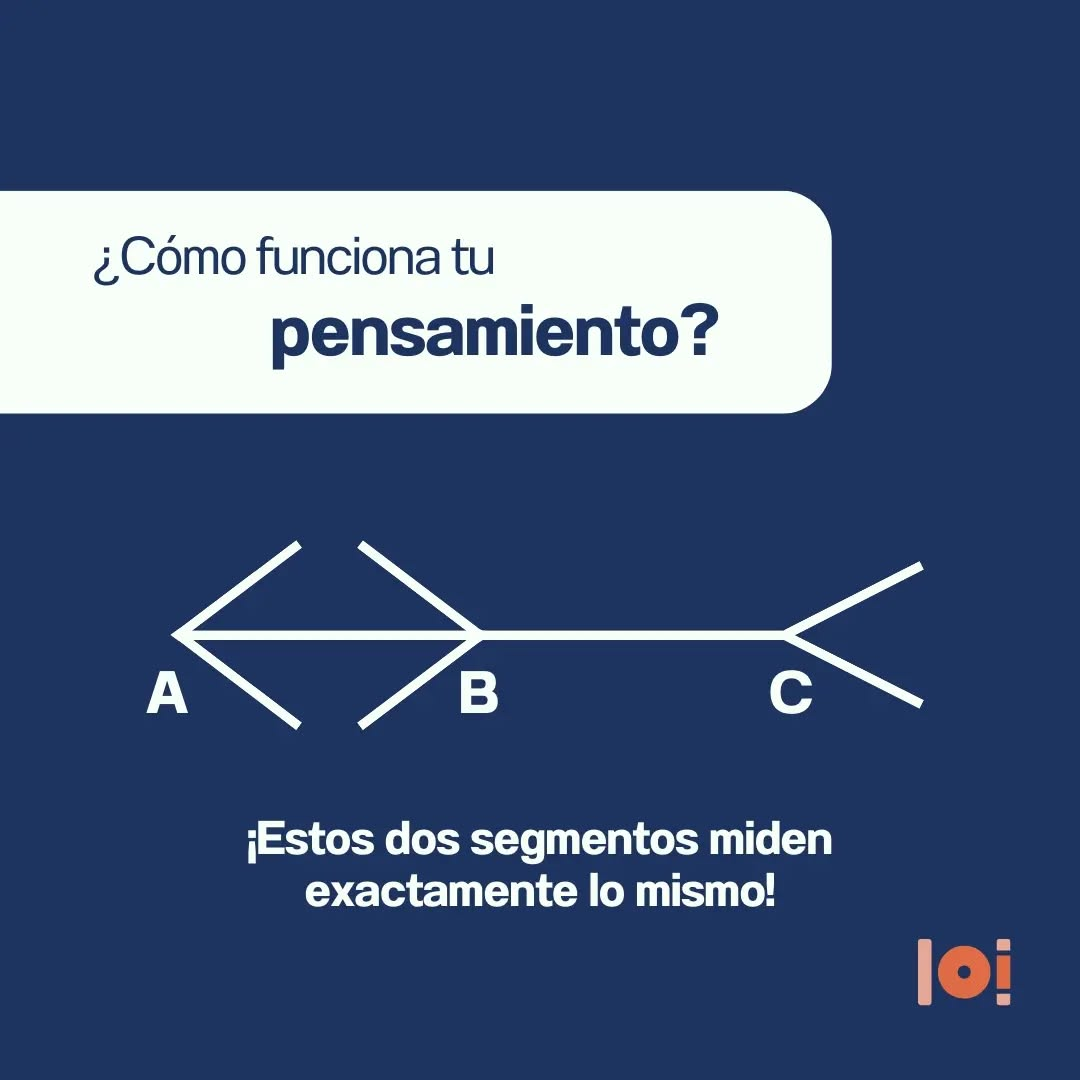 ¿Cómo funciona tu
pensamiento?
A B C
¡Estos dos segmentos miden
exactamente lo mismo!
loi